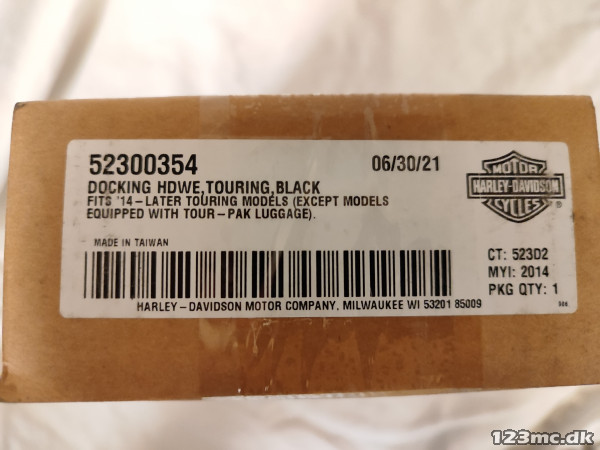 52300354 06/30/21
DOCKING HDWE,TOURING,BLACK
FITS '14-LATER TOURING MODELS (EXCEPT MODELS
EQUIPPED WITH TOUR-PAK LUGGAGE).
MOTOR
HARLEY-DAVIDSON
CYCLES
®
MADE IN TAIWAN
CT: 523D2
MYI: 2014
PKG QTY: 1
HARLEY-DAVIDSON MOTOR COMPANY, MILWAUKEE WI 53201 85009
123mc.dk